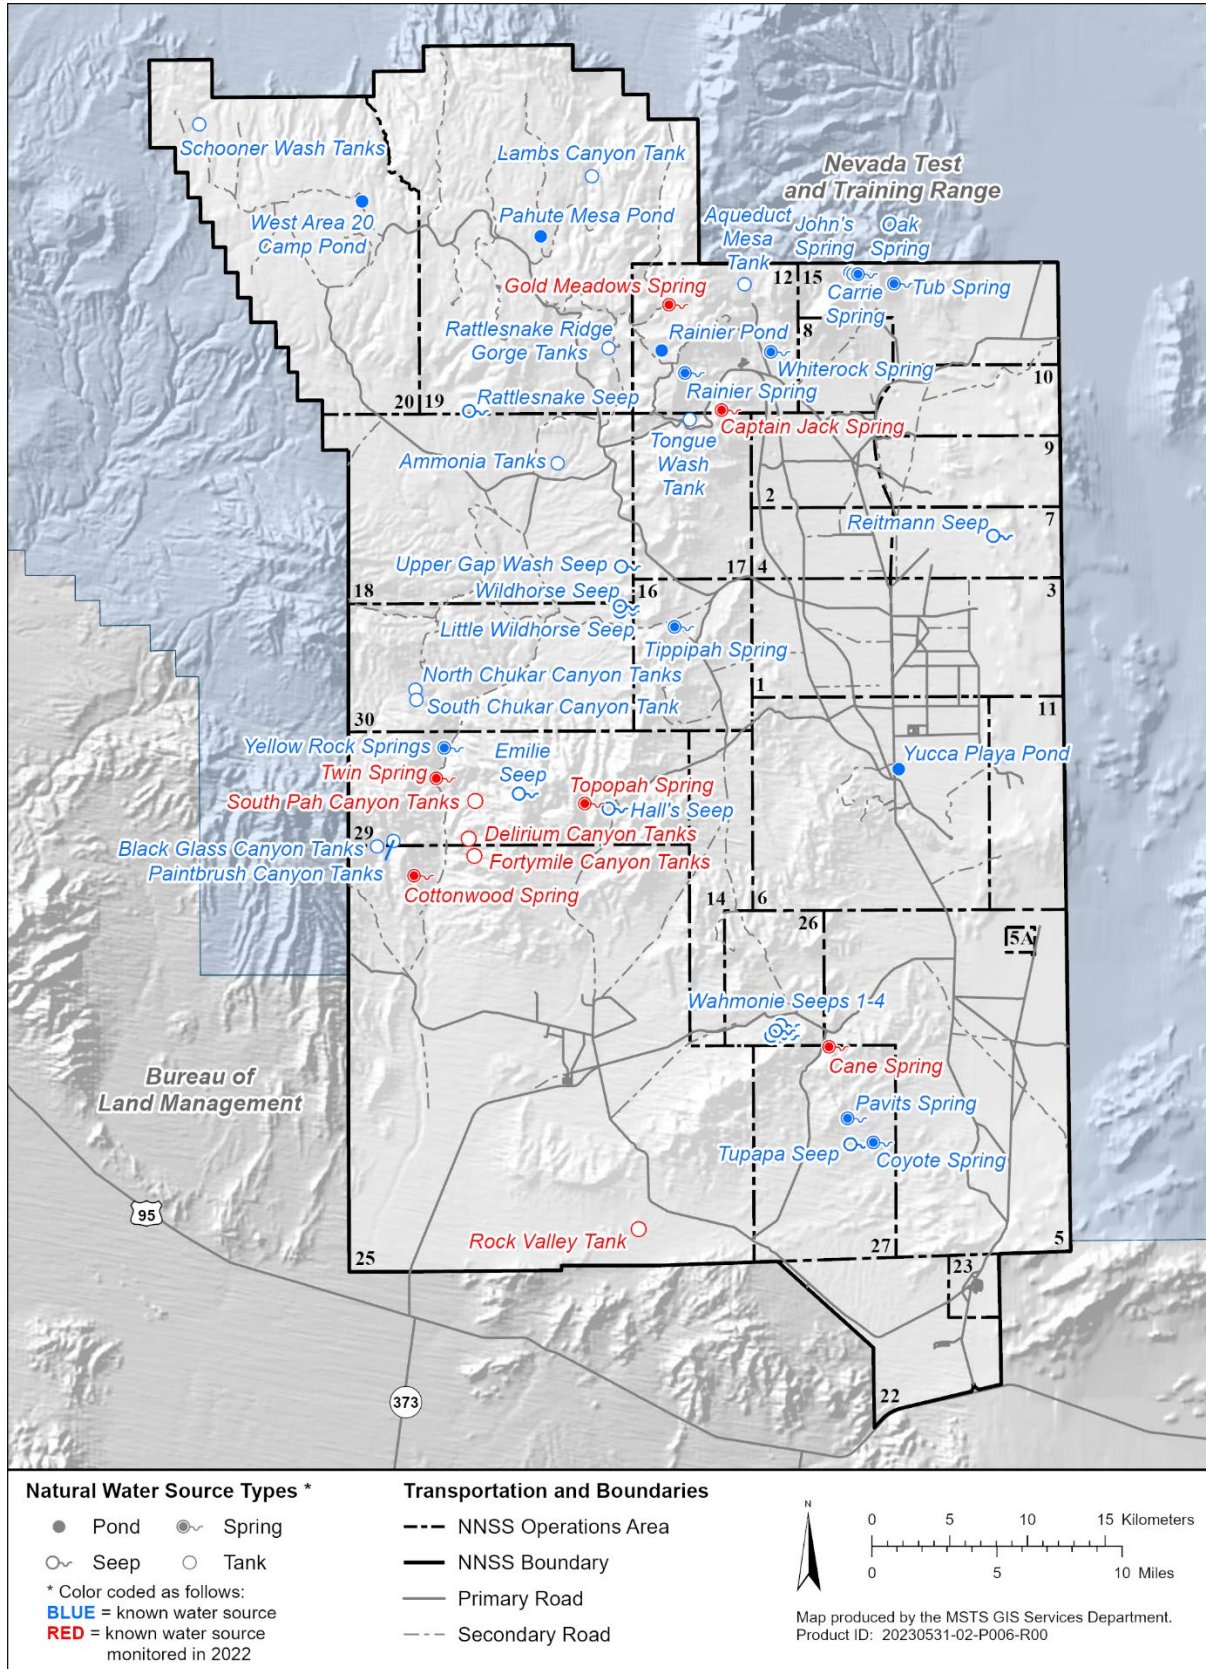 Schooner Wash Tanks
Lambs Canyon Tank
Nevada Test
and Training Range
West Area 20
Camp Pond
Pahute Mesa Pond
Aqueduct
Mesa
Tank
John's
Spring
Oak
Spring
Gold Meadows Spring
12
15
Carrie
Spring
Tub Spring
Rattlesnake Ridge
Gorge Tanks
Rainier Pond
8
Whiterock Spring
10
Rainier Spring
Rattlesnake Seep
20
19
Captain Jack Spring
Tongue
Wash
Tank
9
Ammonia Tanks
2
7
Reitmann Seep
Upper Gap Wash Seep
17
4
18
Wildhorse Seep
16
3
Little Wildhorse Seep
Tippipah Spring
North Chukar Canyon Tanks
South Chukar Canyon Tank
1
11
30
Yellow Rock Springs
Emilie
Seep
Yucca Playa Pond
Twin Spring
Topopah Spring
South Pah Canyon Tanks
Hall's Seep
29
Delirium Canyon Tanks
Black Glass Canyon Tanks
Fortymile Canyon Tanks
Paintbrush Canyon Tanks
Cottonwood Spring
14
6
26
5A
Wahmonie Seeps 1-4
Cane Spring
Bureau of
Land Management
Pavits Spring
Tupapa Seep
Coyote Spring
95
Rock Valley Tank
25
27
5
23
373
22
Natural Water Source Types *
Pond
Spring
Seep
Tank
* Color coded as follows:
BLUE = known water source
RED = known water source
monitored in 2022
Transportation and Boundaries
NNSS Operations Area
NNSS Boundary
Primary Road
Secondary Road
N
0 5 10 15 Kilometers
0 5 10 Miles
Map produced by the MSTS GIS Services Department.
Product ID: 20230531-02-P006-R00